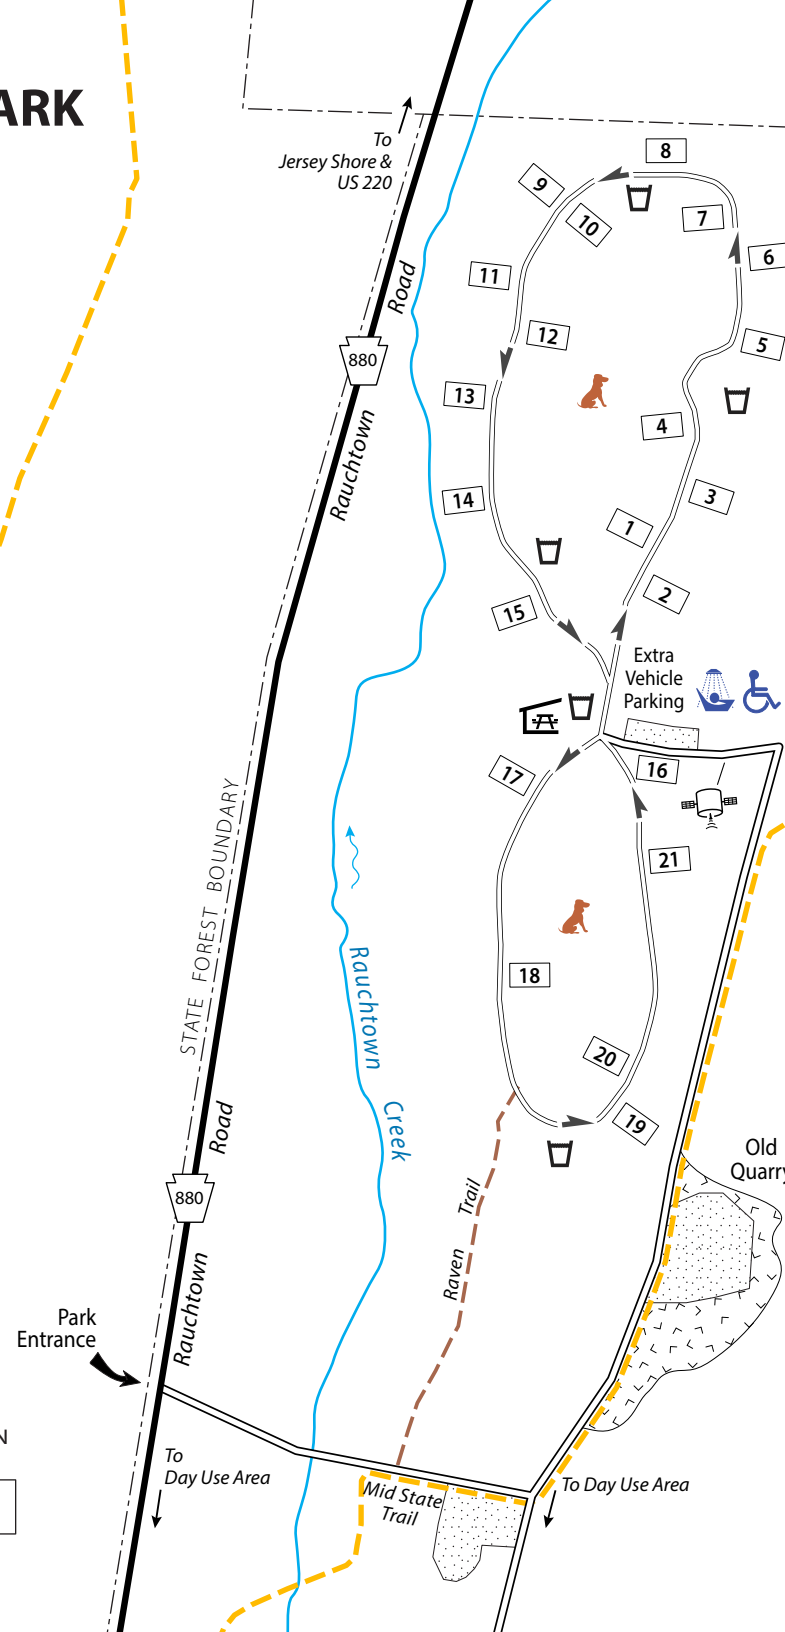 ARK
To
Jersey Shore &
US 220
8
9
10
7
6
11
Road
12
5
880
13
4
Rauchtown
14
3
1
2
15
Extra
Vehicle
Parking
17
16
STATE FOREST BOUNDARY
21
Rauchtown
Creek
18
20
19
Road
Old
Quarry
880
Raven Trail
Rauchtown
Park
Entrance
N
To
Day Use Area
Mid State
Trail
To Day Use Area